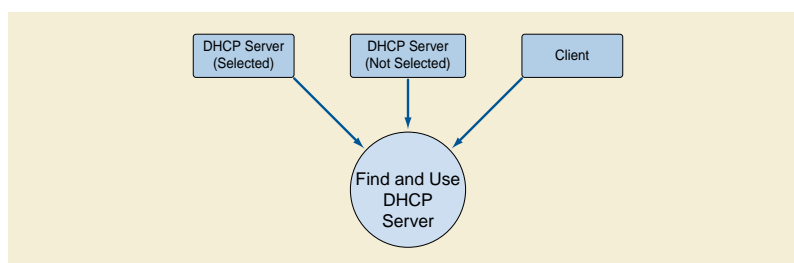 DHCP Server
(Selected)
DHCP Server
(Not Selected)
Client
Find and Use
DHCP
Server